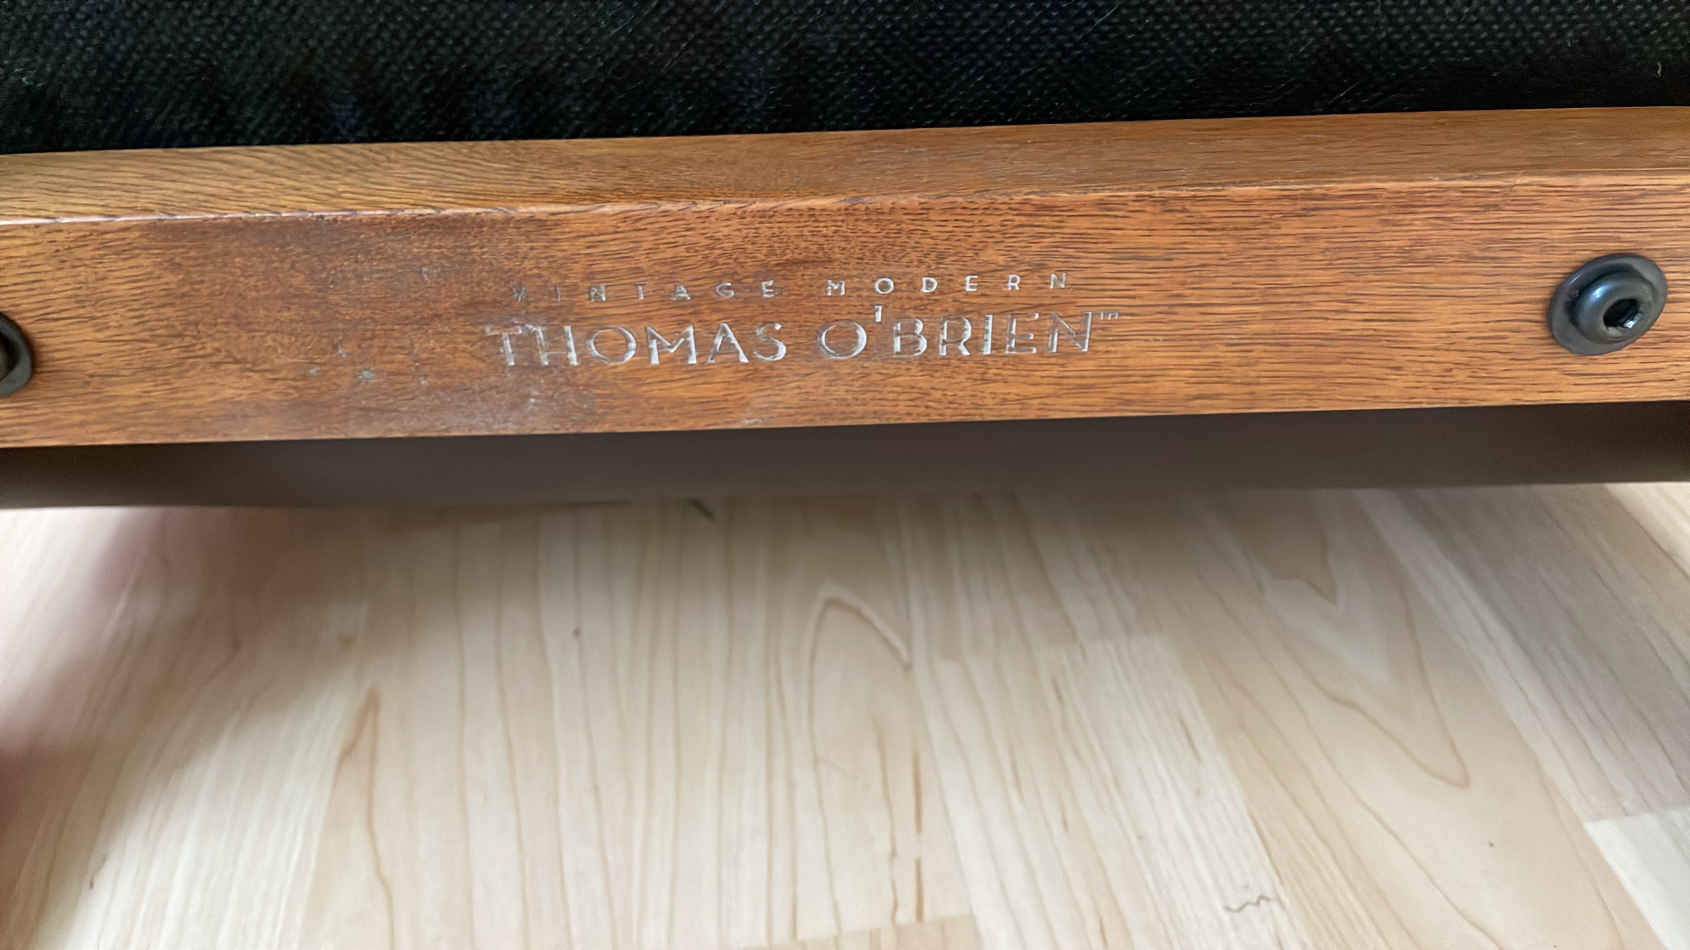 VINTAGE MODERN
THOMAS O'BRIEN™